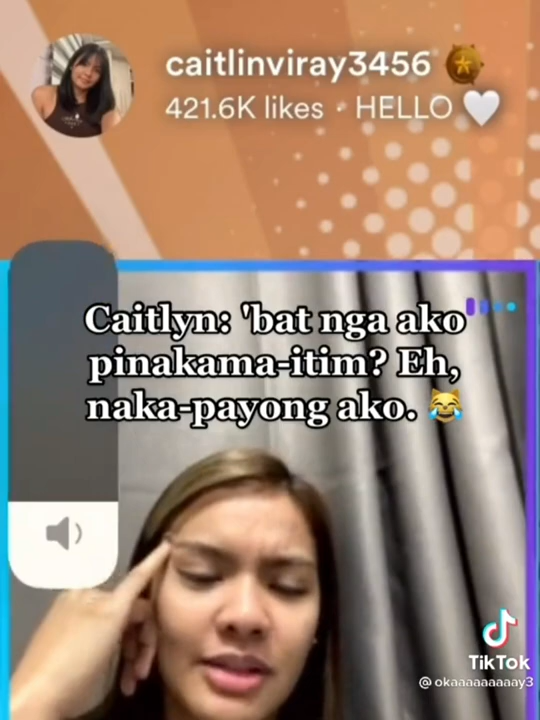 caitlinviray3456
421.6K likes · HELLO 🤍
Caitlyn: 'bat nga ako
pinakama-itim? Eh,
naka-payong ako. 😹
TikTok
@okaaaaaaaaay3